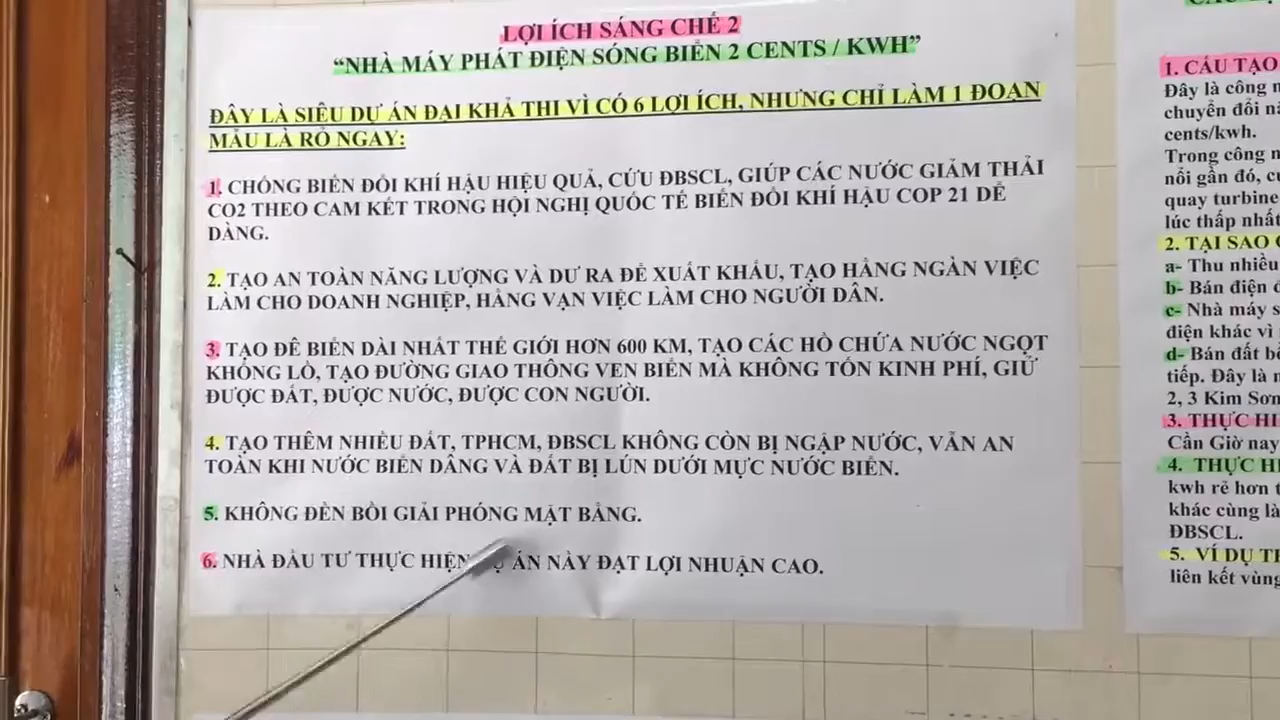 LỢI ÍCH SÁNG CHẾ 2
“NHÀ MÁY PHÁT ĐIỆN SÓNG BIỂN 2 CENTS / KWH”
ĐÂY LÀ SIÊU DỰ ÁN ĐẠI KHẢ THI VÌ CÓ 6 LỢI ÍCH, NHƯNG CHỈ LÀM 1 ĐOẠN
MẪU LÀ RỎ NGAY:
1. CHỐNG BIẾN ĐỔI KHÍ HẬU HIỆU QUẢ, CỨU ĐBSCL, GIÚP CÁC NƯỚC GIẢM THẢI
CO2 THEO CAM KẾT TRONG HỘI NGHỊ QUỐC TẾ BIẾN ĐỔI KHÍ HẬU COP 21 DỄ
DÀNG.
2. TẠO AN TOÀN NĂNG LƯỢNG VÀ DƯ RA ĐỂ XUẤT KHẨU, TẠO HÀNG NGÀN VIỆC
LÀM CHO DOANH NGHIỆP, HÀNG VẠN VIỆC LÀM CHO NGƯỜI DÂN.
3. TẠO ĐÊ BIỂN DÀI NHẤT THẾ GIỚI HƠN 600 KM, TẠO CÁC HỒ CHỨA NƯỚC NGỌT
KHỔNG LỒ, TẠO ĐƯỜNG GIAO THÔNG VEN BIỂN MÀ KHÔNG TỐN KINH PHÍ, GIỮ
ĐƯỢC ĐẤT, ĐƯỢC NƯỚC, ĐƯỢC CON NGƯỜI.
4. TẠO THÊM NHIỀU ĐẤT, TPHCM, ĐBSCL KHÔNG CÒN BỊ NGẬP NƯỚC, VẪN AN
TOÀN KHI NƯỚC BIỂN DÂNG VÀ ĐẤT BỊ LÚN DƯỚI MỰC NƯỚC BIỂN.
5. KHÔNG ĐỀN BỒI GIẢI PHÓNG MẶT BẰNG.
6. NHÀ ĐẦU TƯ THỰC HIỆN ÁN NÀY ĐẠT LỢI NHUẬN CAO.
1. CẤU TẠO
Đây là công n
chuyển đổi n
cents/kwh.
Trong công n
nổi gần đó, c
quay turbine
lúc thấp nhất
2. TẠI SAO
a- Thu nhiều
b- Bán điện
c- Nhà máy s
điện khác vì
d- Bán đất b
tiếp. Đây là
2, 3 Kim Sơn
3. THỰC HI
Cần Giờ nay
4. THỰC HI
kwh rẻ hơn t
khác cùng là
ĐBSCL.
5. VÍ DỤ T
liên kết vùng